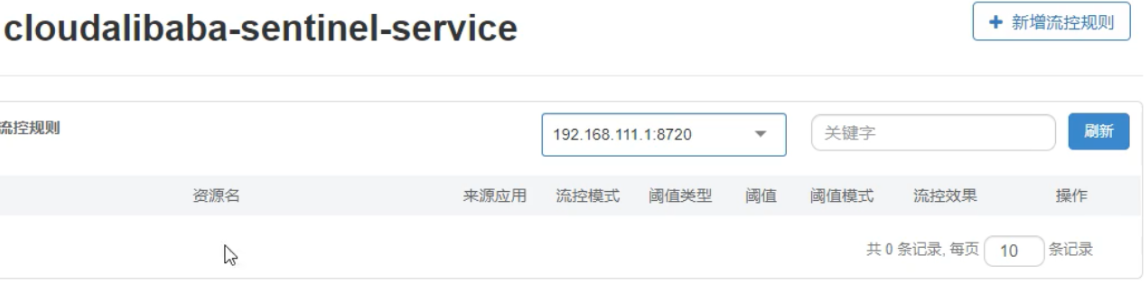 cloudalibaba-sentinel-service
+ 新增流控规则
流控规则
192.168.111.1:8720
关键字
刷新
资源名 来源应用 流控模式 阈值类型 阈值 阈值模式 流控效果 操作
共 0 条记录, 每页 10 条记录